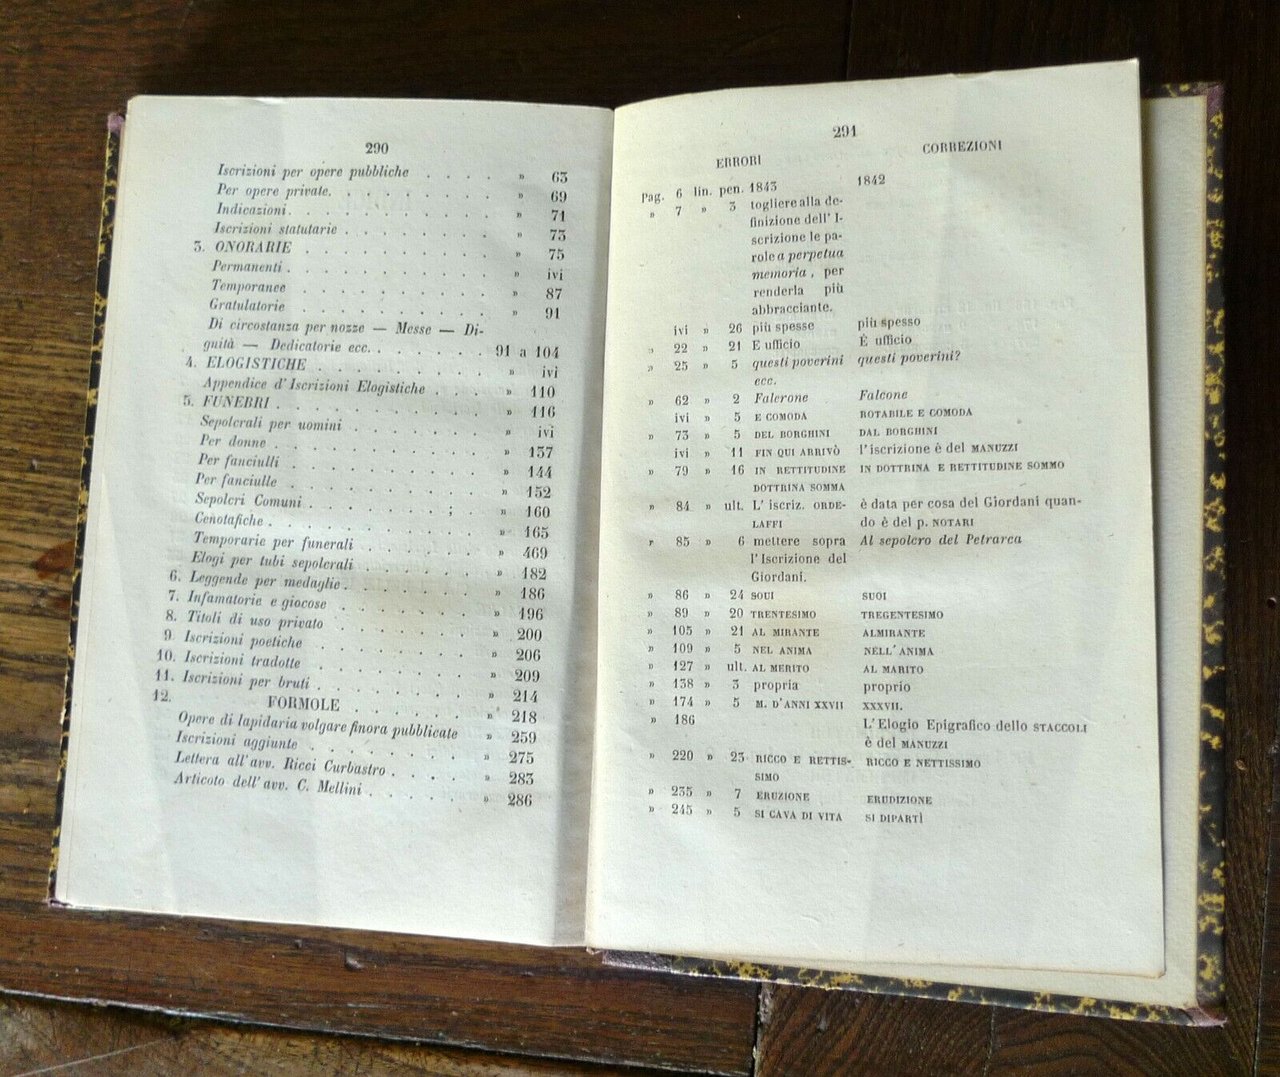 290
Iscrizioni per opere pubbliche . . . . » 63
Per opere private. . . . . . . . . » 69
Indicazioni. . . . . . . . . . . » 71
Iscrizioni statutarie . . . . . . . . » 73
3. ONORARIE . . . . . . . . . . » 75
Permanenti . . . . . . . . . . . » ivi
Temporanee . . . . . . . . . . » 87
Gratulatorie . . . . . . . . . . » 91
Di circostanza per nozze — Messe — Di-
gnità — Dedicatorie ecc. . . . . . . 91 a 104
4. ELOGISTICHE . . . . . . . . . » ivi
Appendice d'Iscrizioni Elogistiche . . . . » 110
5. FUNEBRI . . . . . . . . . . . » 116
Sepolcrali per uomini . . . . . . . » ivi
Per donne . . . . . . . . . . . » 137
Per fanciulli . . . . . . . . . . » 144
Per fanciulle . . . . . . . . . . » 152
Sepolcri Comuni . . . . . . . . . » 160
Cenotafiche . . . . . . . . . . . » 165
Temporarie per funerali . . . . . . » 469
Elogi per tubi sepolcrali . . . . . . » 182
6. Leggende per medaglie . . . . . . . » 186
7. Infamatorie e giocose . . . . . . . » 196
8. Titoli di uso privato . . . . . . . » 200
9. Iscrizioni poetiche . . . . . . . . » 206
10. Iscrizioni tradotte . . . . . . . . » 209
11. Iscrizioni per bruti . . . . . . . . » 214
12. FORMOLE . . . . . . » 218
Opere di lapidaria volgare finora pubblicate » 259
Iscrizioni aggiunte . . . . . . . . » 275
Lettera all'avv. Ricci Curbastro . . . . » 283
Articoto dell'avv. C. Mellini . . . . . » 286
291
ERRORI CORREZIONI
Pag. 6 lin. pen. 1843 1842
» 7 » 3 togliere alla de-
finizione dell'I-
scrizione le pa-
role a perpetua
memoria, per
renderla più
abbracciante.
ivi » 26 più spesse più spesso
» 22 » 21 E ufficio È ufficio
» 25 » 5 questi poverini questi poverini?
ecc.
» 62 » 2 Falcrone Falcone
ivi » 5 E COMODA ROTABILE E COMODA
» 73 » 5 DEL BORGHINI DAL BORGHINI
ivi » 11 FIN QUI ARRIVÒ l'iscrizione è del MANUZZI
» 79 » 16 IN RETTITUDINE IN DOTTRINA E RETTITUDINE SOMMO
DOTTRINA SOMMA
» 84 » ult. L' iscriz. ORDE- è data per cosa del Giordani quan-
LAFFI do è del p. NOTARI
» 85 » 6 mettere sopra Al sepolcro del Petrarca
l'Iscrizione del
Giordani.
» 86 » 24 SOUI SUOI
» 89 » 20 TRENTESIMO TREGENTESIMO
» 105 » 21 AL MIRANTE ALMIRANTE
» 109 » 5 NEL ANIMA NELL'ANIMA
» 127 » ult. AL MERITO AL MARITO
» 138 » 3 propria proprio
» 174 » 5 M. D'ANNI XXVII XXXVII.
» 186 L'Elogio Epigrafico dello STACCOLI
è del MANUZZI
» 220 » 23 RICCO E RETTIS- RICCO E NETTISSIMO
SIMO
» 235 » 7 ERUZIONE ERUDIZIONE
» 245 » 5 SI CAVA DI VITA SI DIPARTÌ